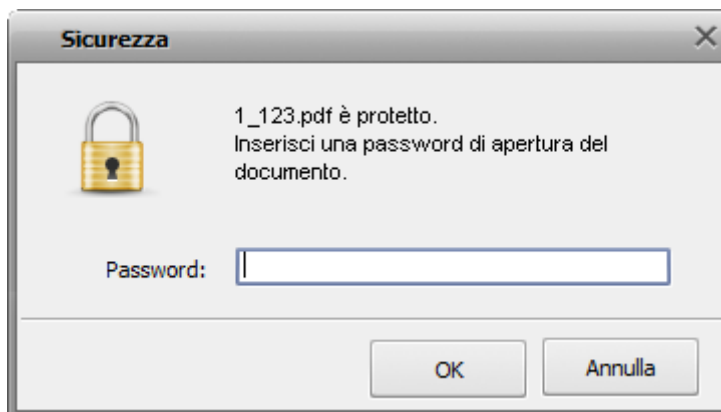 Sicurezza
1_123.pdf è protetto.
Inserisci una password di apertura del
documento.
Password:
OK Annulla